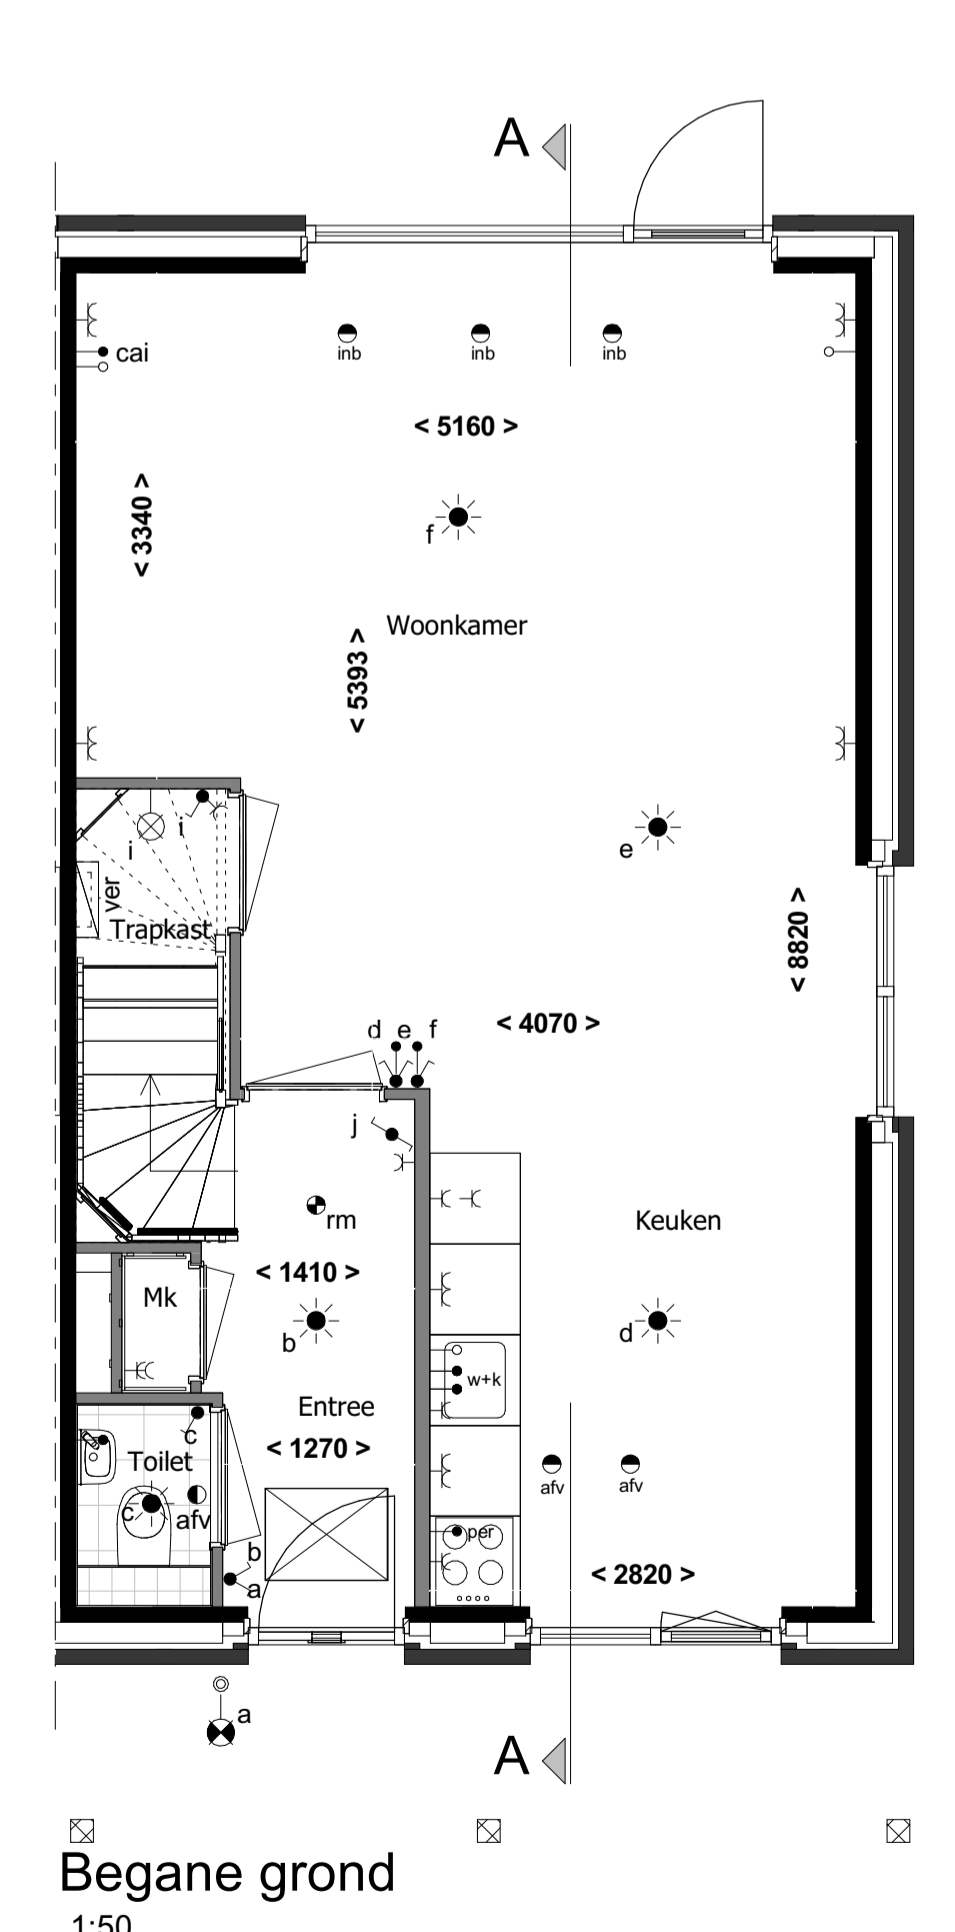 A
cai
inb inb inb
< 5160 >
< 3340 >
f
Woonkamer
< 5393 >
i
i
e
ver
Trapkast
< 8820 >
< 4070 >
d e f
j
rm
Keuken
< 1410 >
Mk
b
d
w+k
Entree
c
< 1270 >
Toilet
afv afv
c
afv
per
b
< 2820 >
a
a
A
Begane grond
1:50